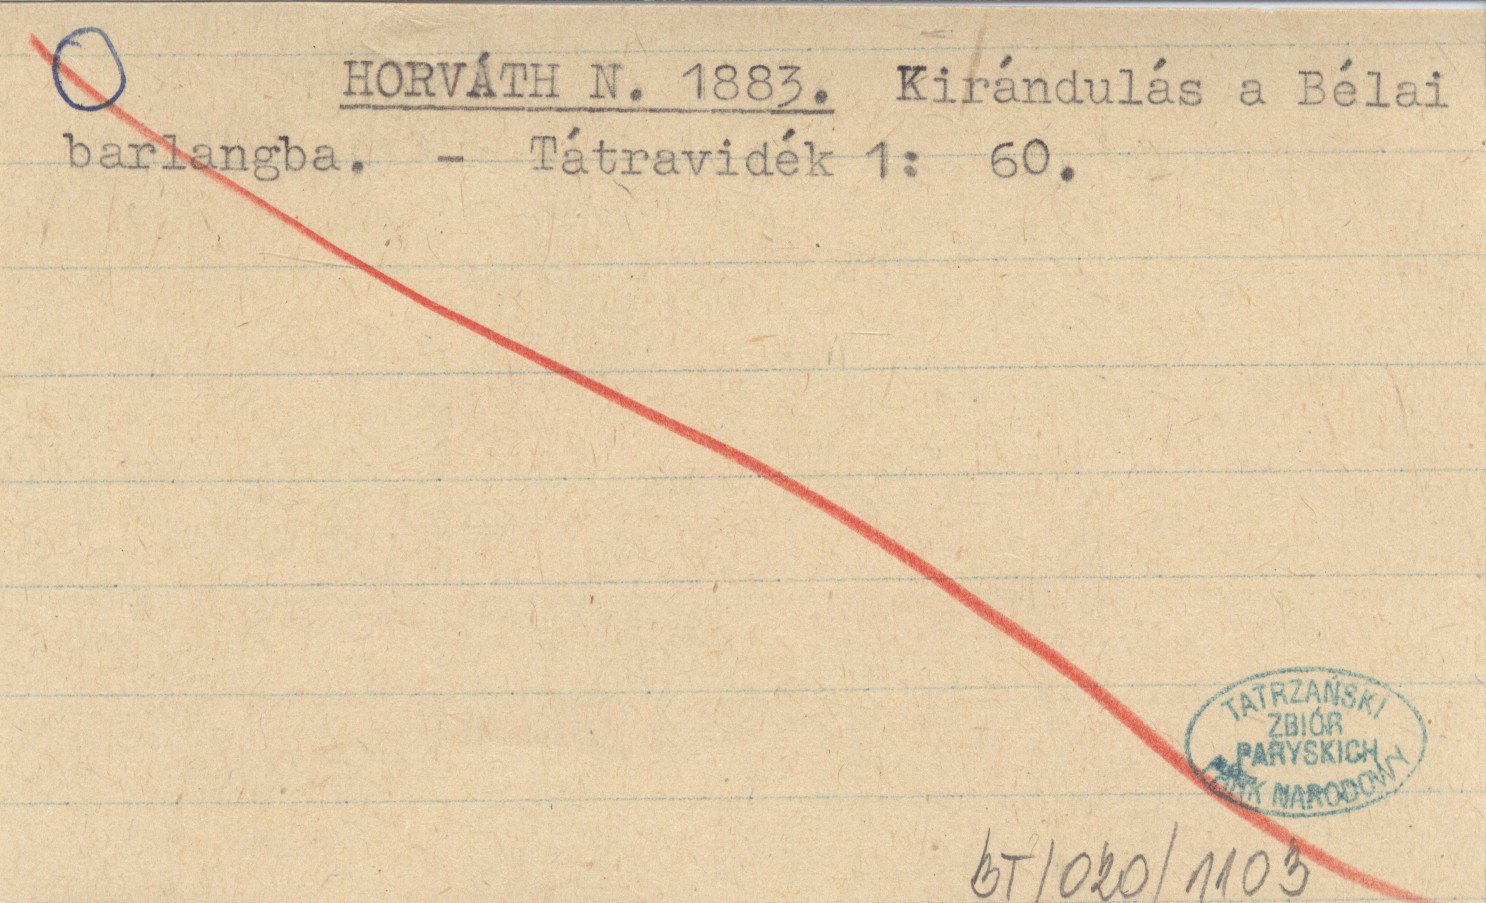 HORVÁTH N. 1883. Kirándulás a Bélai
barlangba. - Tátravidék 1: 60.
TATRZAŃSKI
ZBIÓR
PARYSKICH
PARK NARODOWY
BT/020/1103